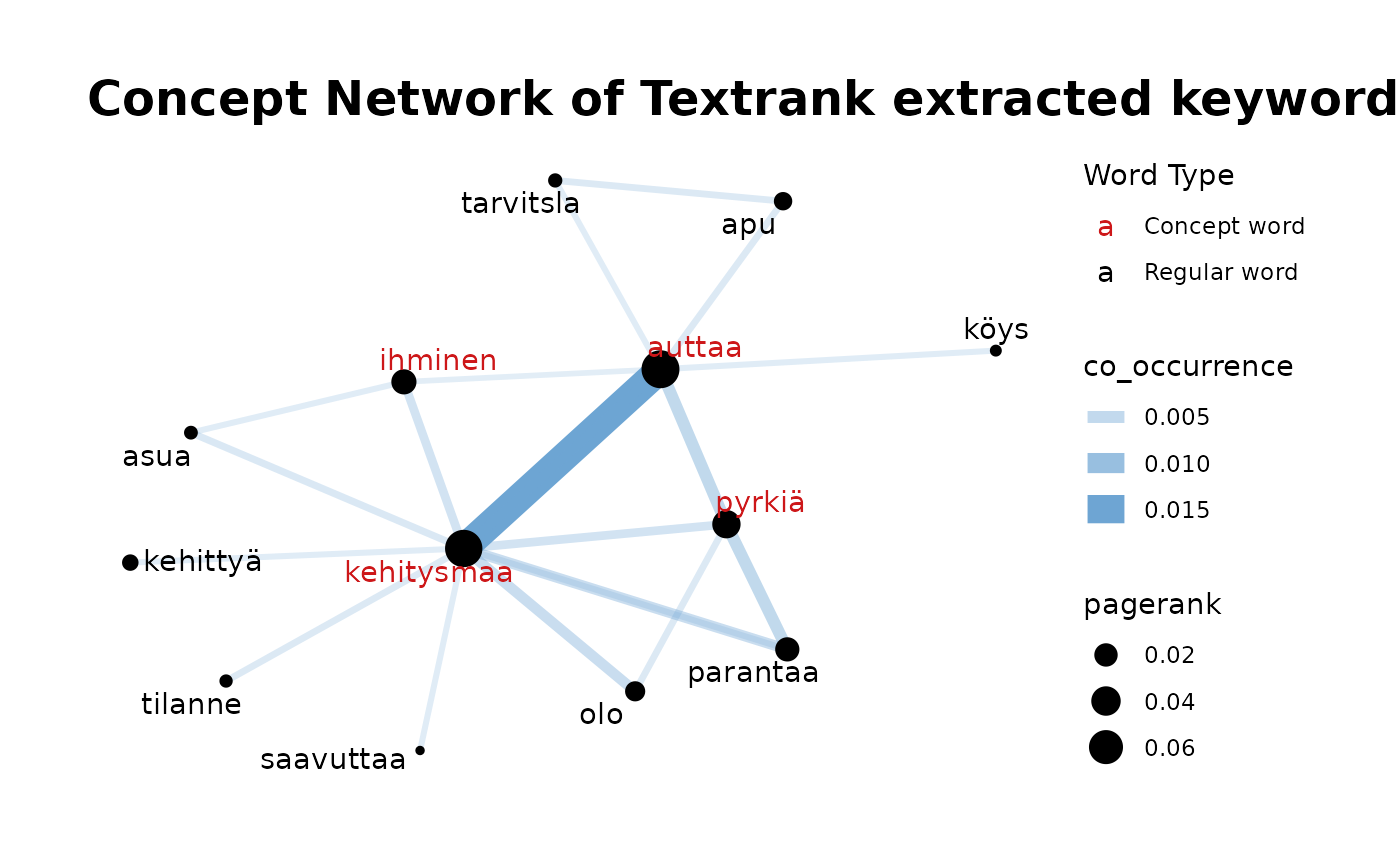 Concept Network of Textrank extracted keyword
tarvitsla
apu
köys
auttaa
ihminen
asua
pyrkiä
kehittyä
kehitysmaa
parantaa
tilanne
olo
saavuttaa
Word Type
a Concept word
a Regular word
co_occurrence
0.005
0.010
0.015
pagerank
0.02
0.04
0.06